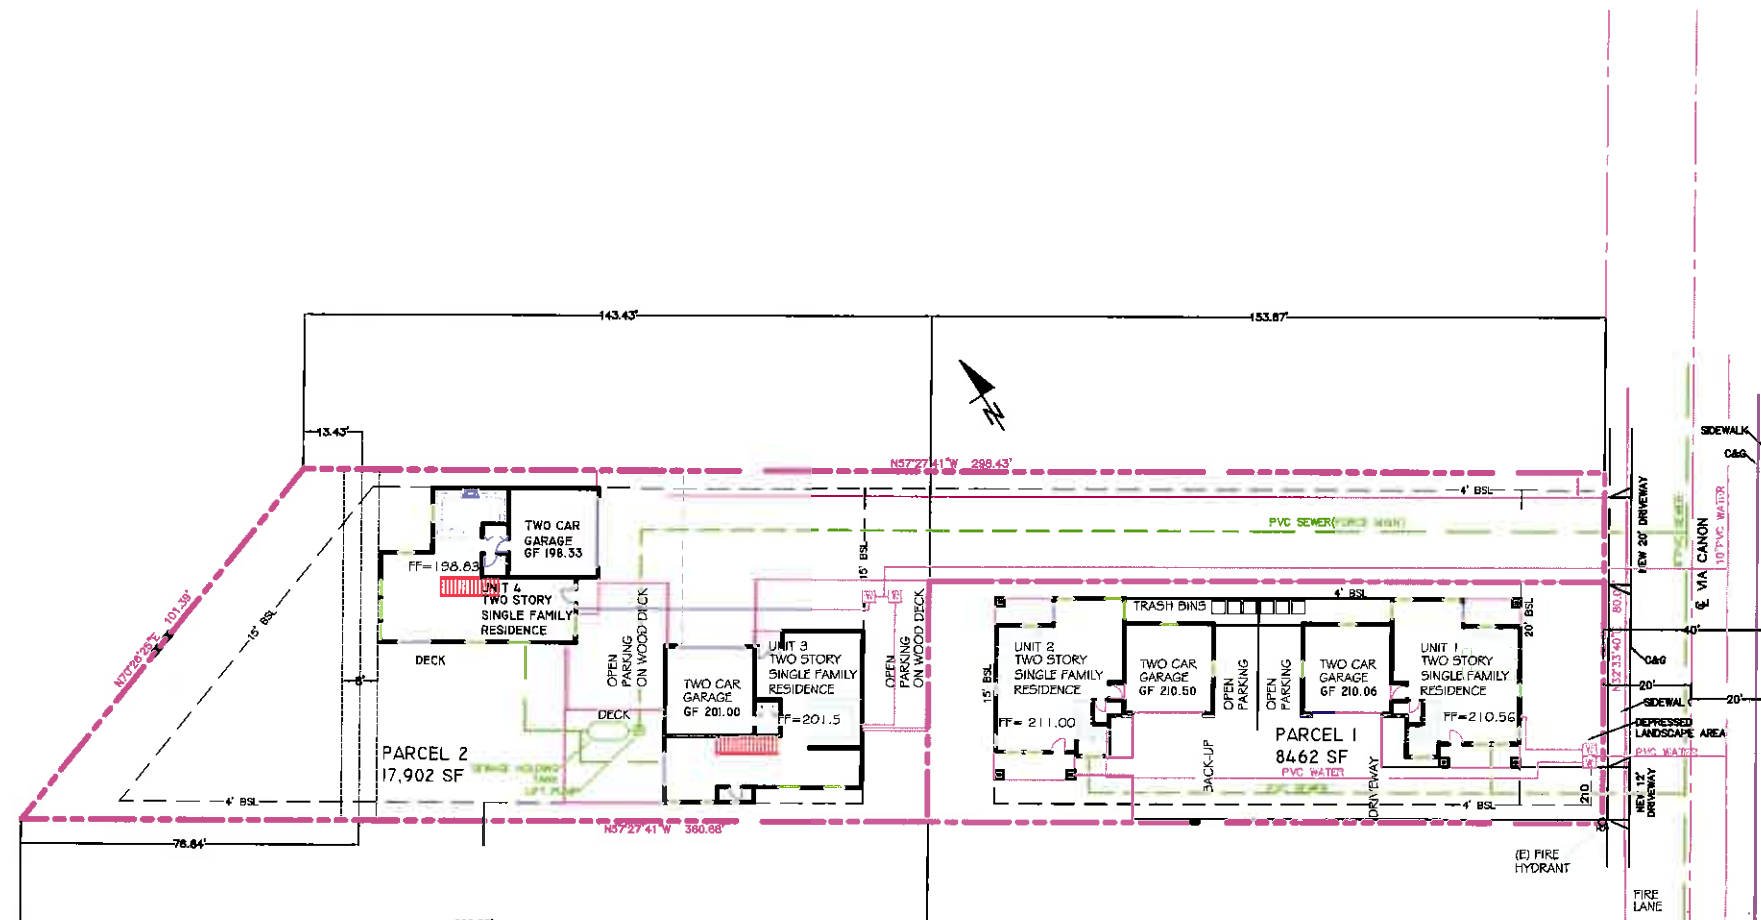 143.43'
153.87'
13.43'
SIDEWALK
C&G
N57°27'41"W 298.43'
4' BSL
NEW 20' DRIVEWAY
10"PVC WATER
PVC SEWER(FORCE MAIN)
℄ VIA CANON
TWO CAR
GARAGE
GF 198.33
FF=198.83
UNIT 4
TWO STORY
SINGLE FAMILY
RESIDENCE
DECK
15' BSL
N70°26'25"E 101.39'
OPEN
PARKING
ON WOOD DECK
15' BSL
OPEN
PARKING
ON WOOD DECK
UNIT 3
TWO STORY
SINGLE FAMILY
RESIDENCE
TWO CAR
GARAGE
GF 201.00
FF=201.5
DECK
PARCEL 2
17,902 SF
SEWAGE HOLDING
TANK
LIFT PUMP
4' BSL
N57°27'41"W 360.68'
76.64'
TRASH BINS
4' BSL
20' BSL
UNIT 2
TWO STORY
SINGLE FAMILY
RESIDENCE
15' BSL
FF= 211.00
TWO CAR
GARAGE
GF 210.50
OPEN
PARKING
OPEN
PARKING
TWO CAR
GARAGE
GF 210.06
UNIT 1
TWO STORY
SINGLE FAMILY
RESIDENCE
FF=210.56
PARCEL 1
8462 SF
BACK-UP
DRIVEWAY
PVC WATER
4' BSL
210
40'
C&G
20'
20'
SIDEWALK
DEPRESSED
LANDSCAPE AREA
PVC WATER
NEW 12'
DRIVEWAY
(E) FIRE
HYDRANT
FIRE
LANE